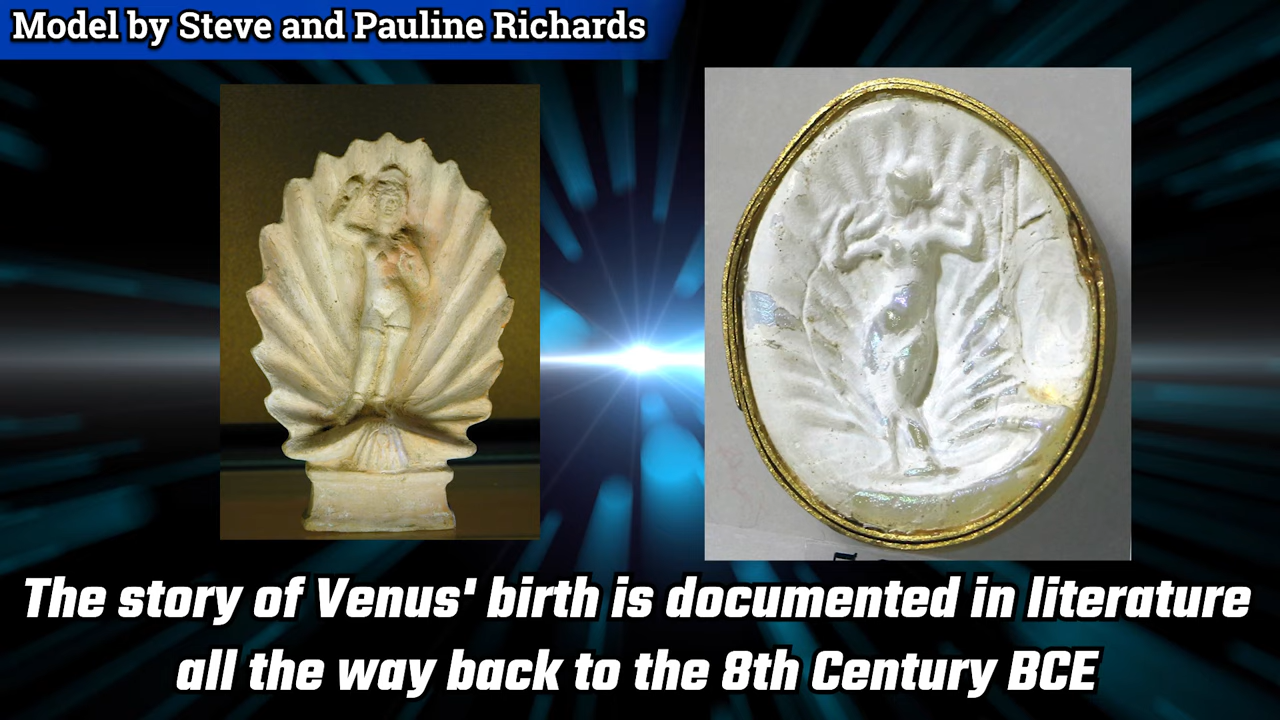 Model by Steve and Pauline Richards
The story of Venus' birth is documented in literature
all the way back to the 8th Century BCE